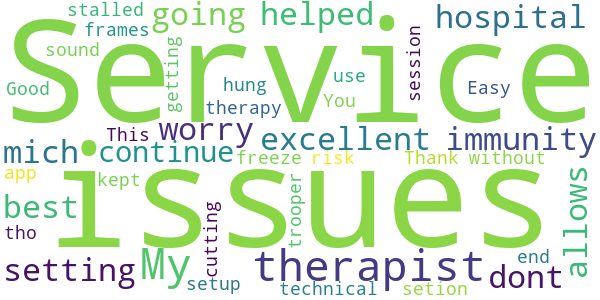 stalled
going
helped
hospital
frames
sound
Service
getting
session
Good
hung
use
Easy
therapy
You
This
worry
excellent
immunity
mich
continue
freeze
risk
Thank
without
app
kept
issues
best
tho
cutting
trooper
allows
setting
My
therapist
dont
end
setup
technical
setion